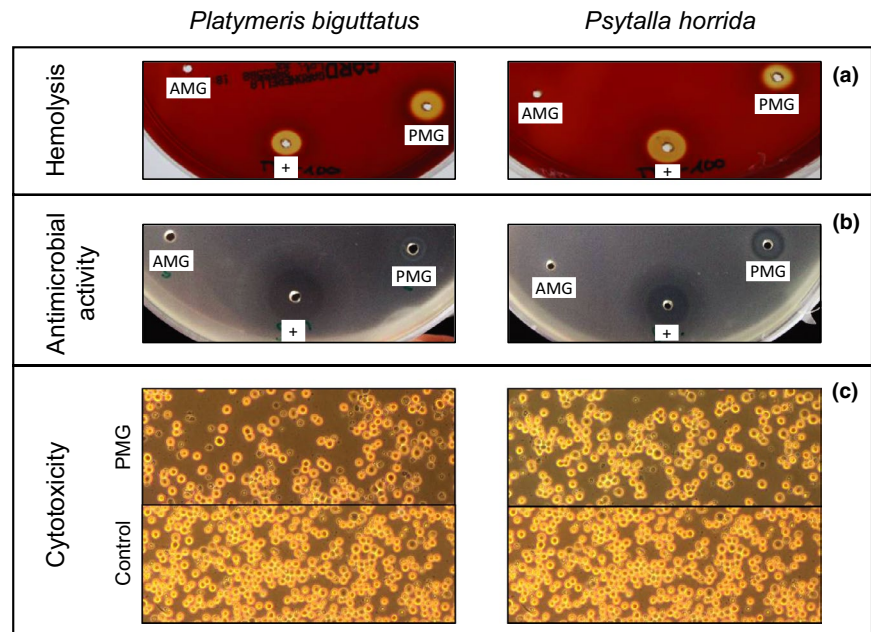 Platymeris biguttatus
Psytalla horrida
Hemolysis
(a)
AMG
PMG
+
AMG
PMG
+
Antimicrobial
activity
(b)
AMG
PMG
+
AMG
PMG
+
Cytotoxicity
(c)
PMG
Control